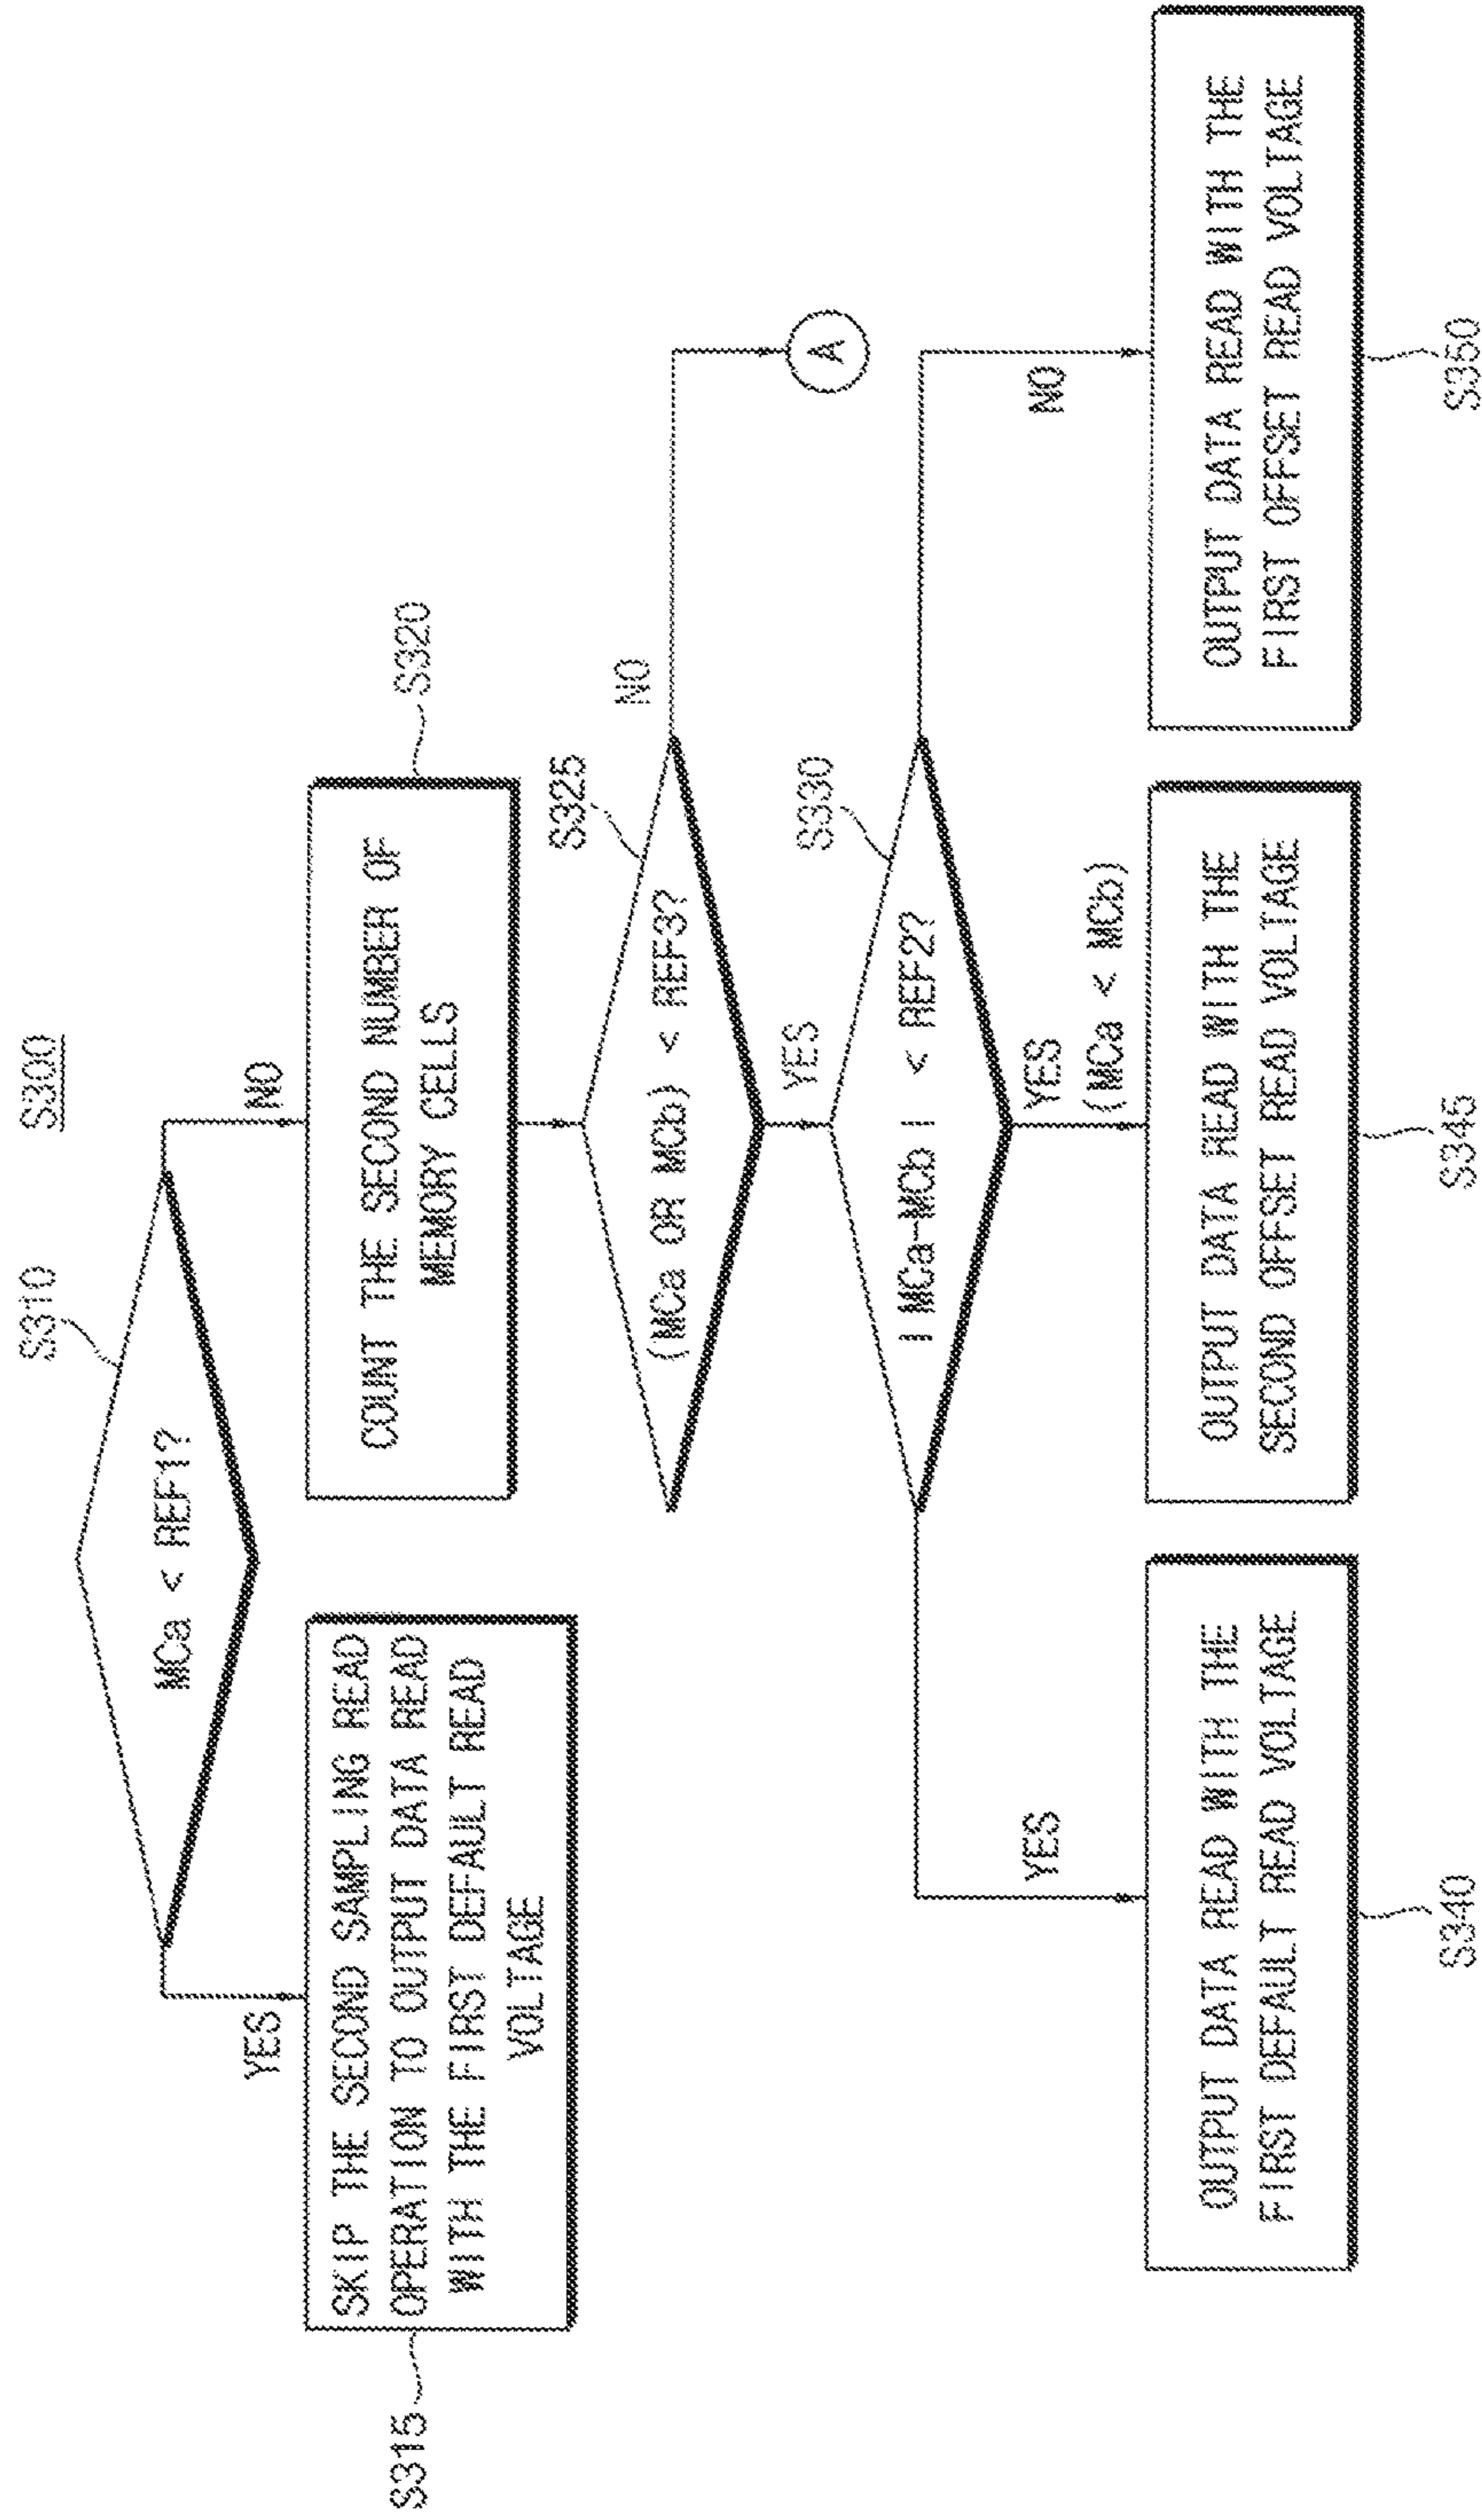 S300
S310
MCa < REF1?
YES
NO
S315
SKIP THE SECOND SAMPLING READ
OPERATION TO OUTPUT DATA READ
WITH THE FIRST DEFAULT READ
VOLTAGE
COUNT THE SECOND NUMBER OF
MEMORY CELLS
S320
S325
(MCa OR MCb) < REF3?
NO
A
YES
S330
| MCa-MCb | < REF2?
YES
YES
(MCa < MCb)
NO
OUTPUT DATA READ WITH THE
FIRST DEFAULT READ VOLTAGE
S340
OUTPUT DATA READ WITH THE
SECOND OFFSET READ VOLTAGE
S345
OUTPUT DATA READ WITH THE
FIRST OFFSET READ VOLTAGE
S350